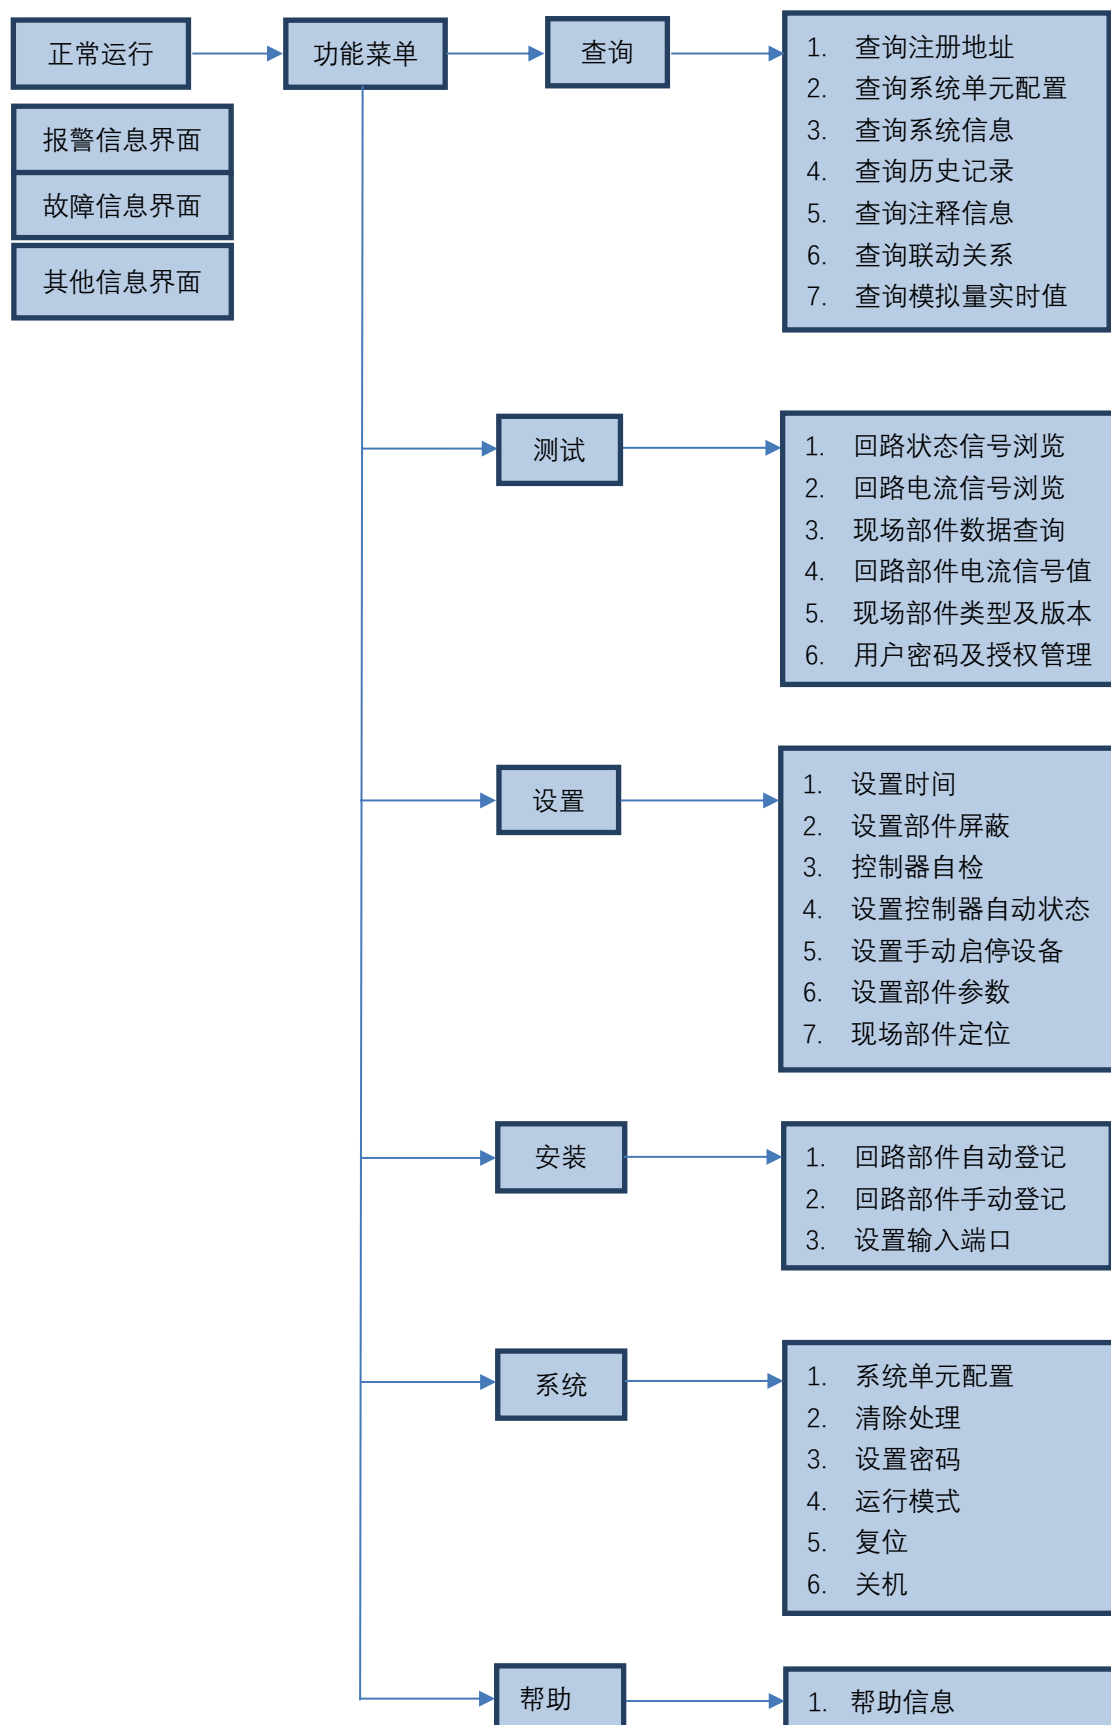 正常运行
功能菜单
查询
1. 查询注册地址
2. 查询系统单元配置
3. 查询系统信息
4. 查询历史记录
5. 查询注释信息
6. 查询联动关系
7. 查询模拟量实时值
报警信息界面
故障信息界面
其他信息界面
测试
1. 回路状态信号浏览
2. 回路电流信号浏览
3. 现场部件数据查询
4. 回路部件电流信号值
5. 现场部件类型及版本
6. 用户密码及授权管理
设置
1. 设置时间
2. 设置部件屏蔽
3. 控制器自检
4. 设置控制器自动状态
5. 设置手动启停设备
6. 设置部件参数
7. 现场部件定位
安装
1. 回路部件自动登记
2. 回路部件手动登记
3. 设置输入端口
系统
1. 系统单元配置
2. 清除处理
3. 设置密码
4. 运行模式
5. 复位
6. 关机
帮助
1. 帮助信息